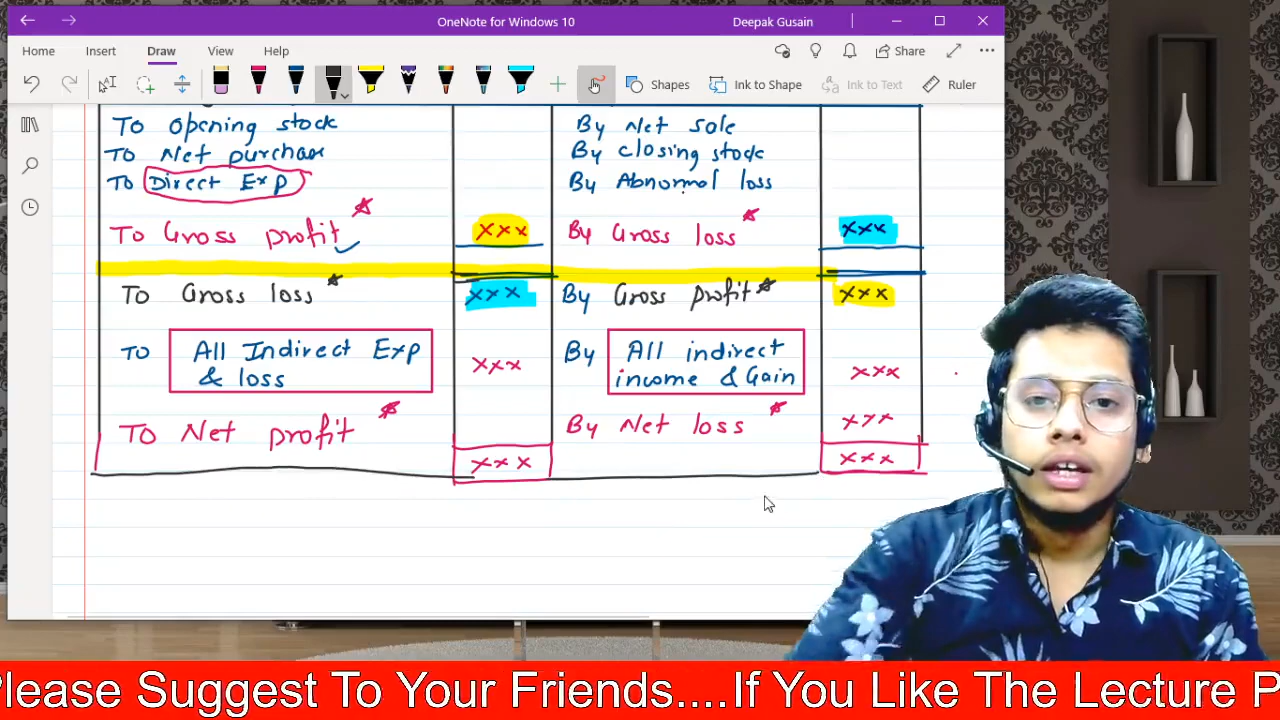 OneNote for Windows 10
Deepak Gusain
Home Insert Draw View Help
Share
Shapes Ink to Shape Ink to Text Ruler
To Opening stock By Net sale
To Net purchase By closing stock
To Direct Exp By Abnormal loss
To Gross profit xxx By Gross loss xxx
To Gross loss xxx By Gross profit xxx
To All Indirect Exp & loss xxx By All indirect income & Gain xxx
To Net profit By Net loss xxx
xxx xxx
Please Suggest To Your Friends....If You Like The Lecture P